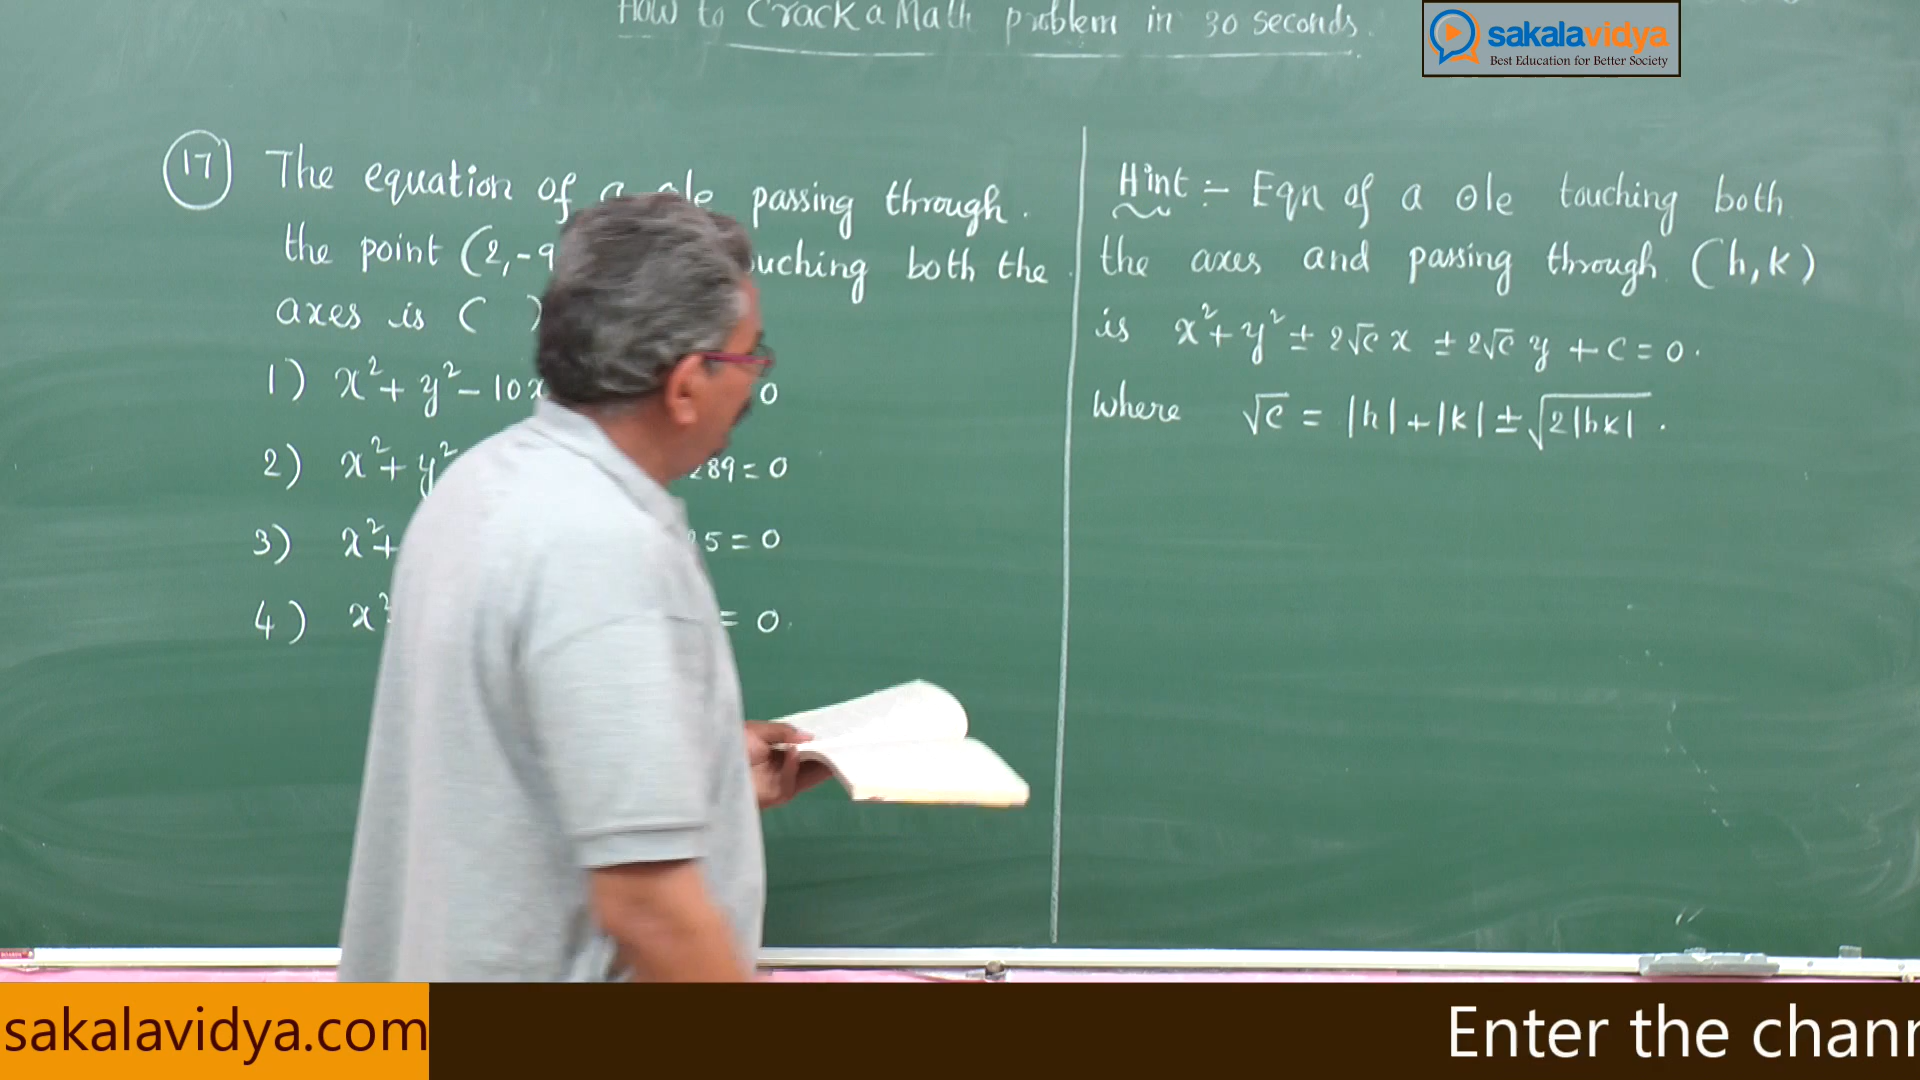 How to Crack a Math problem in 30 seconds.
sakalavidya
Best Education for Better Society
17) The equation of a ole passing through.
the point (2,-9 ouching both the
axes is ( )
1) x²+ y²- 10x 0
2) x²+ y² 289=0
3) x²+ 5=0
4) x² = 0.
Hint :- Eqn of a ole touching both
the axes and passing through (h,k)
is x²+ y² ± 2√c x ± 2√c y + c = 0.
where √c = |h|+|k| ± √2|hk| .
sakalavidya.com
Enter the chann